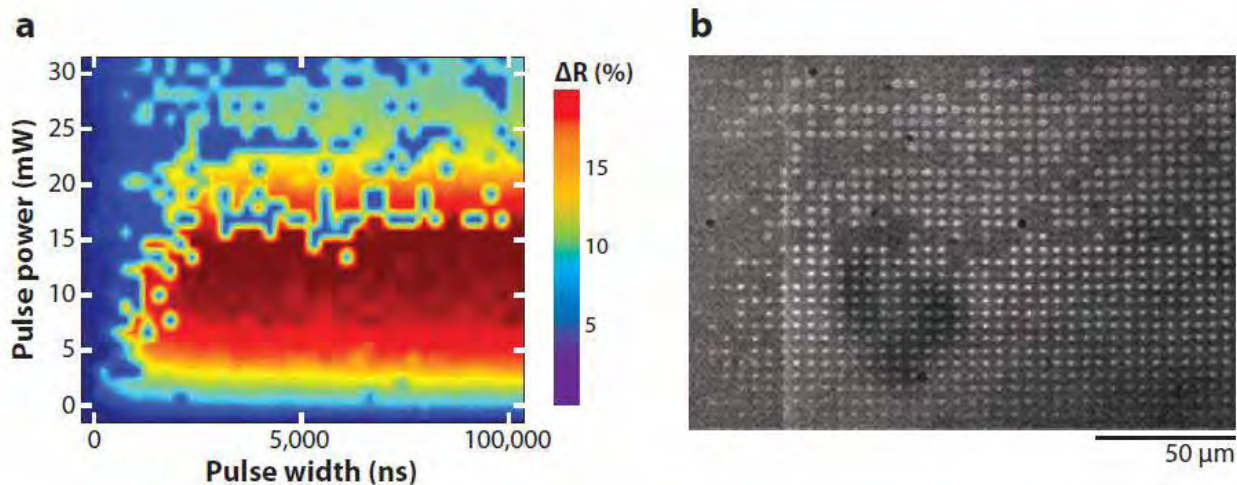 a
Pulse power (mW)
30
25
20
15
10
5
0
0
5,000
100,000
Pulse width (ns)
ΔR (%)
15
10
5
b
50 µm